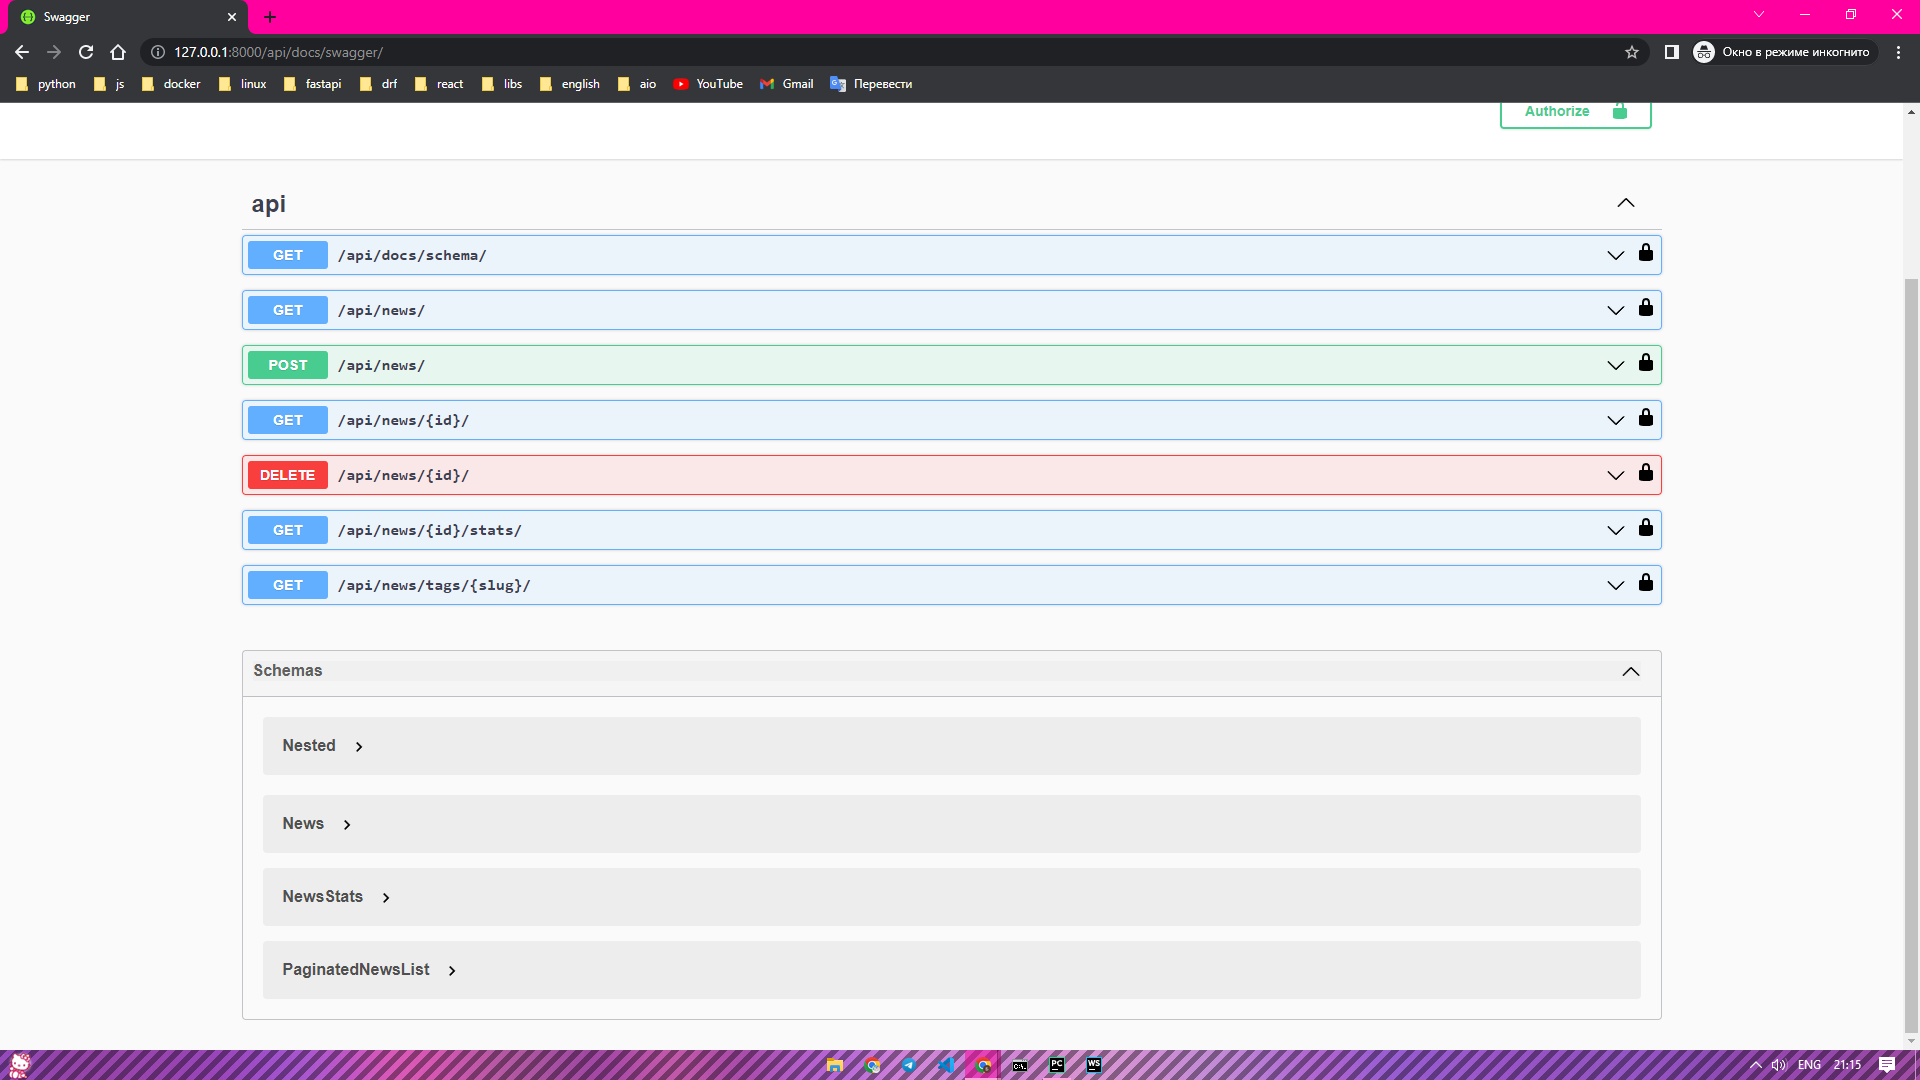 Swagger
127.0.0.1:8000/api/docs/swagger/
Окно в режиме инкогнито
python js docker linux fastapi drf react libs english aio YouTube Gmail Перевести
Authorize
api
GET /api/docs/schema/
GET /api/news/
POST /api/news/
GET /api/news/{id}/
DELETE /api/news/{id}/
GET /api/news/{id}/stats/
GET /api/news/tags/{slug}/
Schemas
Nested
News
NewsStats
PaginatedNewsList
PC WS ENG 21:15